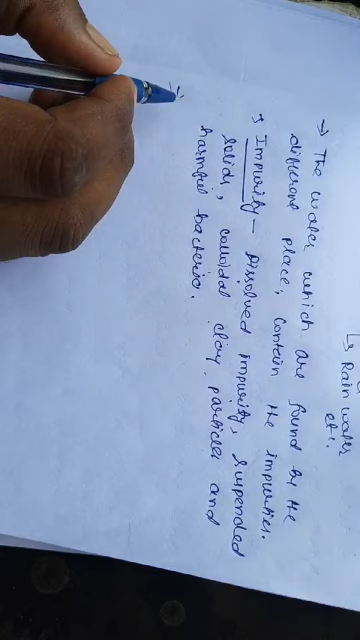 ↳ Rain water
etc.
→ The water which are found by the
different place, contain the impurities.
↳ Impurity – Dissolved impurity, suspended
solids, colloidal clay particles and
harmful bacteria.